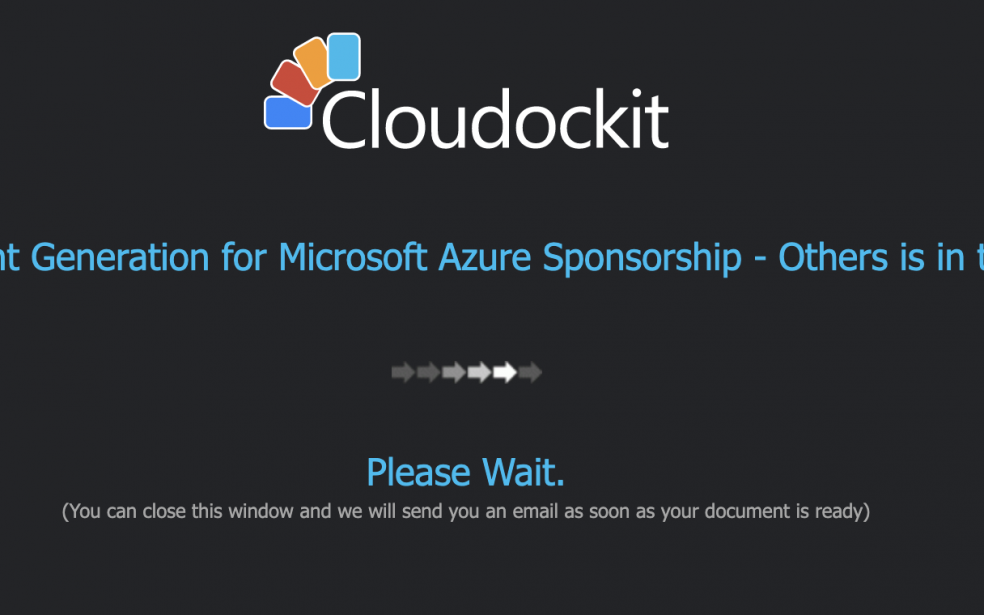 Cloudockit
nt Generation for Microsoft Azure Sponsorship - Others is in t
Please Wait.
(You can close this window and we will send you an email as soon as your document is ready)